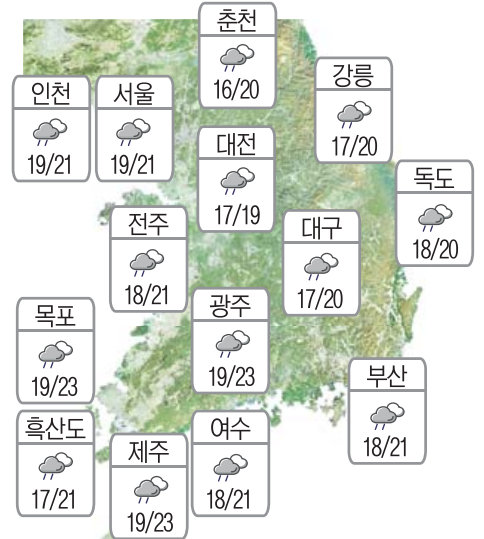 춘천
16/20
강릉
17/20
인천
19/21
서울
19/21
대전
17/19
독도
18/20
전주
18/21
대구
17/20
광주
19/23
목포
19/23
부산
18/21
흑산도
17/21
제주
19/23
여수
18/21